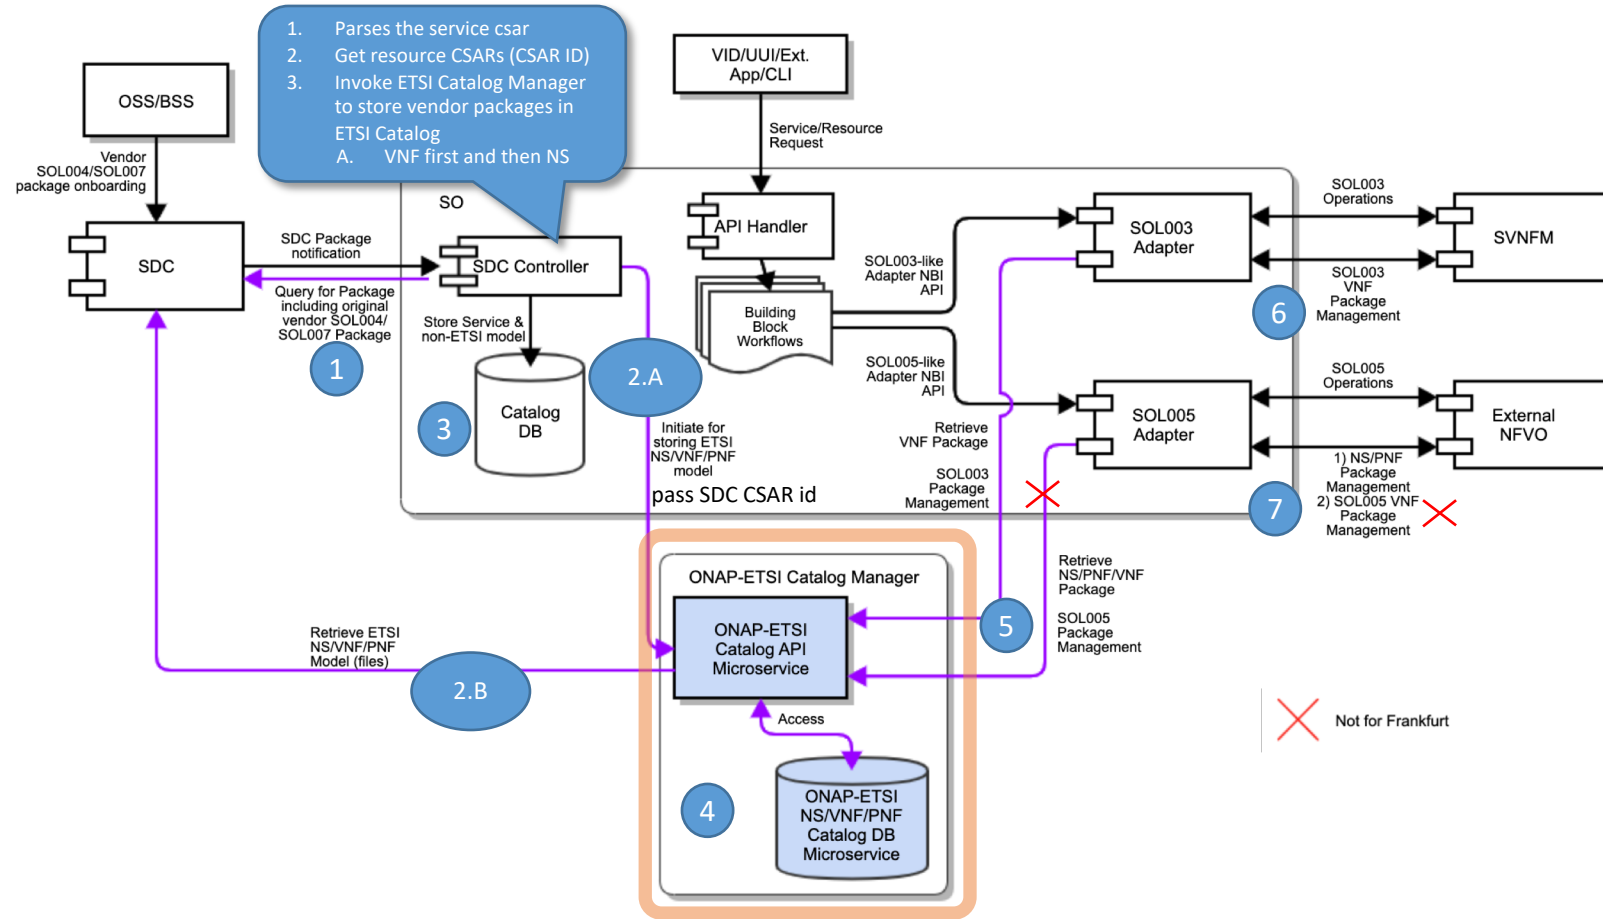 1. Parses the service csar
2. Get resource CSARs (CSAR ID)
3. Invoke ETSI Catalog Manager
to store vendor packages in
ETSI Catalog
A. VNF first and then NS
OSS/BSS
VID/UUI/Ext.
App/CLI
Service/Resource
Request
Vendor
SOL004/SOL007
package onboarding
SO
SDC
SDC Package
notification
SDC Controller
Query for Package
including original
vendor SOL004/
SOL007 Package
1
Store Service &
non-ETSI model
Catalog
DB
3
2.A
API Handler
Building
Block
Workflows
SOL003-like
Adapter NBI
API
SOL005-like
Adapter NBI
API
SOL003
Adapter
SOL003
Operations
SVNFM
SOL003
VNF
Package
Management
6
SOL005
Adapter
SOL005
Operations
External
NFVO
1) NS/PNF
Package
Management
2) SOL005 VNF
Package
Management
7
Initiate for
storing ETSI
NS/VNF/PNF
model
pass SDC CSAR id
Retrieve
VNF Package
SOL003
Package
Management
Retrieve
NS/PNF/VNF
Package
SOL005
Package
Management
5
ONAP-ETSI Catalog Manager
ONAP-ETSI
Catalog API
Microservice
Retrieve ETSI
NS/VNF/PNF
Model (files)
2.B
Access
4
ONAP-ETSI
NS/VNF/PNF
Catalog DB
Microservice
Not for Frankfurt